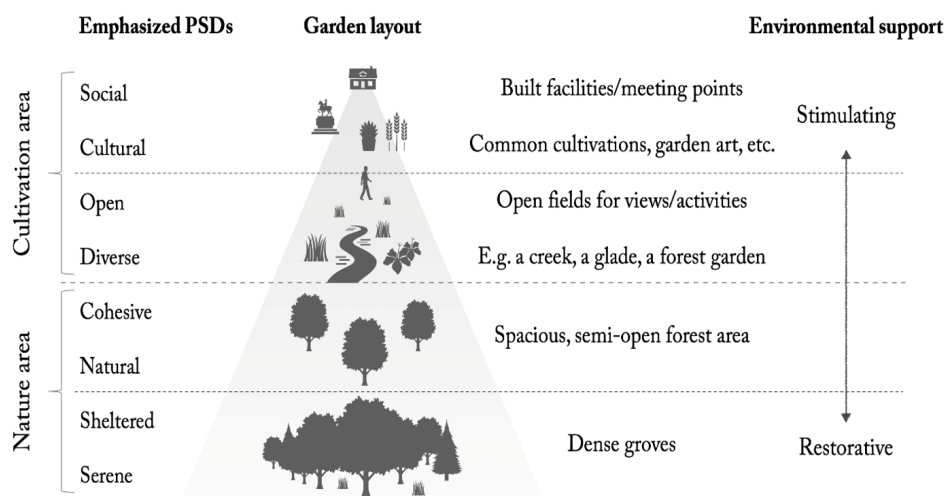 Emphasized PSDs Garden layout Environmental support
Cultivation area
Social
Built facilities/meeting points
Stimulating
Cultural
Common cultivations, garden art, etc.
Open
Open fields for views/activities
Diverse
E.g. a creek, a glade, a forest garden
Nature area
Cohesive
Spacious, semi-open forest area
Natural
Sheltered
Dense groves
Restorative
Serene